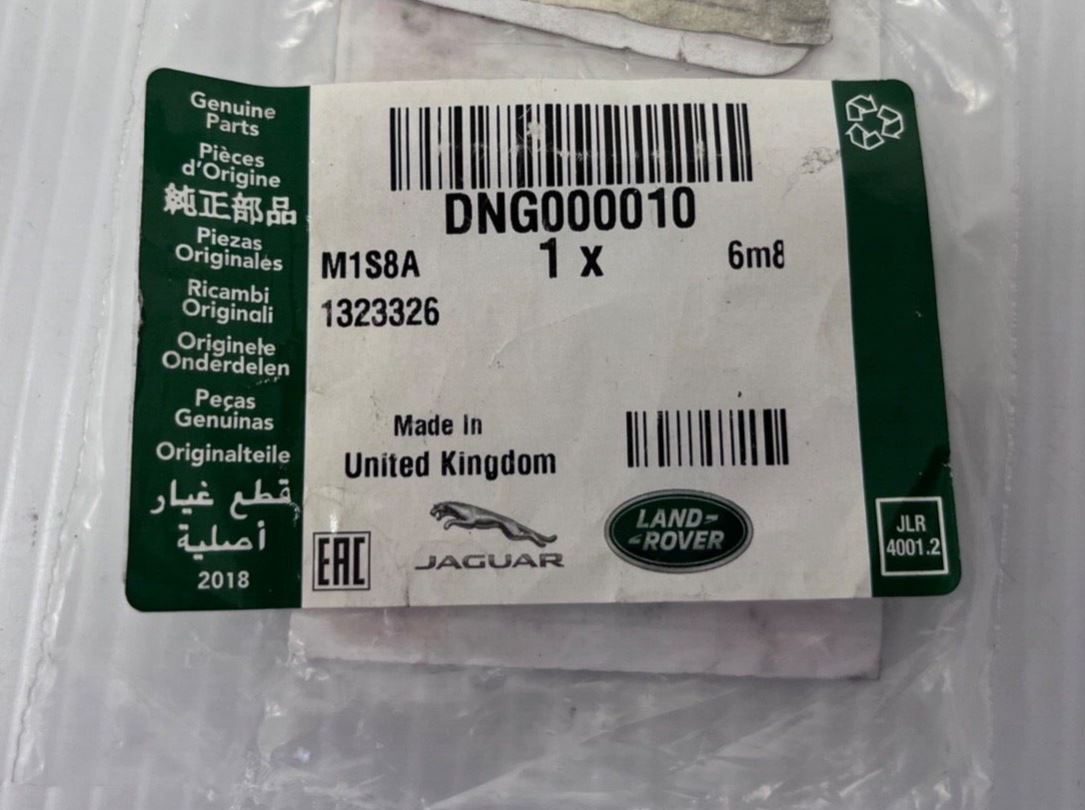 Genuine
Parts
Pièces
d'Origine
純正部品
Piezas
Originales
Ricambi
Originali
Originele
Onderdelen
Peças
Genuinas
Originalteile
قطع غيار
أصلية
2018
DNG000010
M1S8A
1 x
6m8
1323326
Made in
United Kingdom
EAC
JAGUAR
LAND-
-ROVER
JLR
4001.2